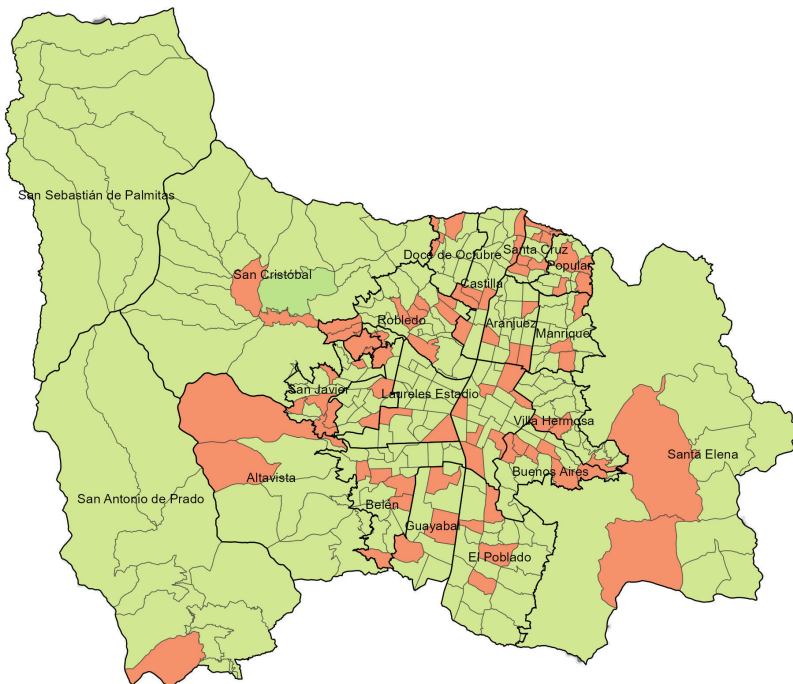 San Sebastián de Palmitas
Doce de Octubre
Santa Cruz
Popular
San Cristóbal
Castilla
Robledo
Aranjuez
Manrique
San Javier
Laureles Estadio
Villa Hermosa
Santa Elena
Buenos Aires
Altavista
San Antonio de Prado
Belén
Guayabal
El Poblado